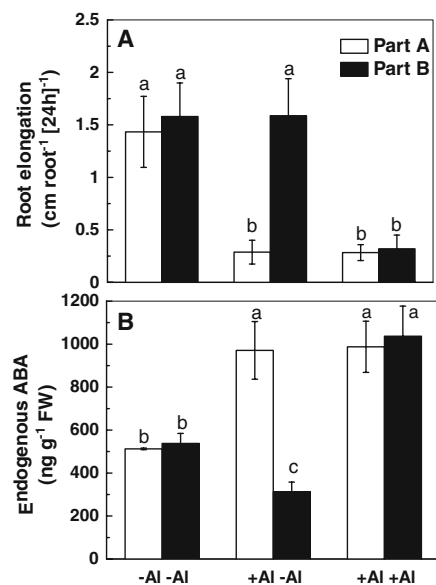 A
Part A
Part B
Root elongation
(cm root⁻¹ [24h]⁻¹)
2.5
2
1.5
1
0.5
0
a a
b a
b b
B
Endogenous ABA
(ng g⁻¹ FW)
1200
1000
800
600
400
200
0
b b
a c
a a
-Al -Al
+Al -Al
+Al +Al